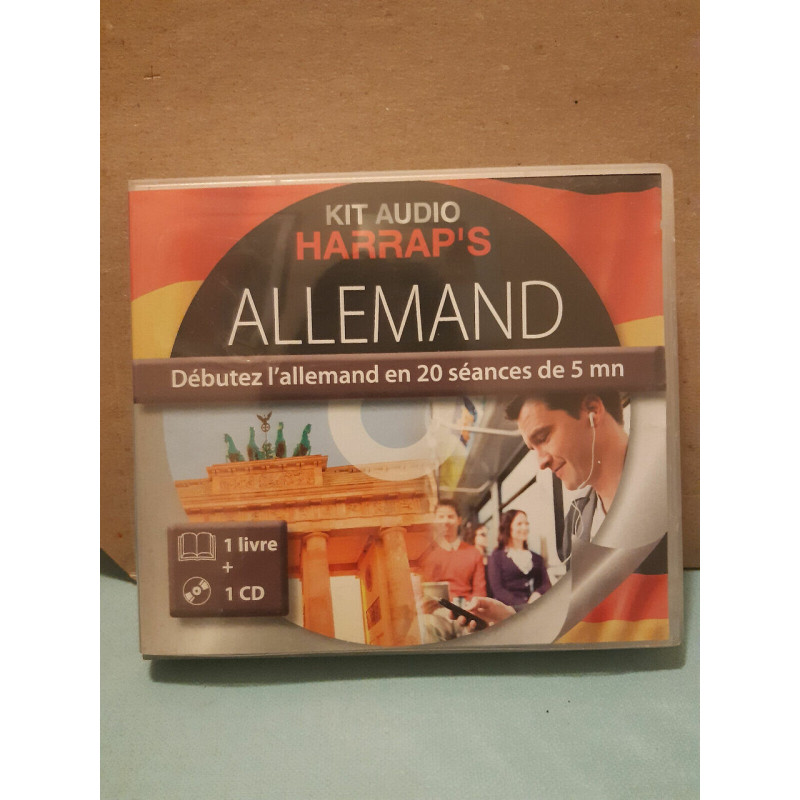 KIT AUDIO
HARRAP'S
ALLEMAND
Débutez l'allemand en 20 séances de 5 mn
1 livre
+
1 CD